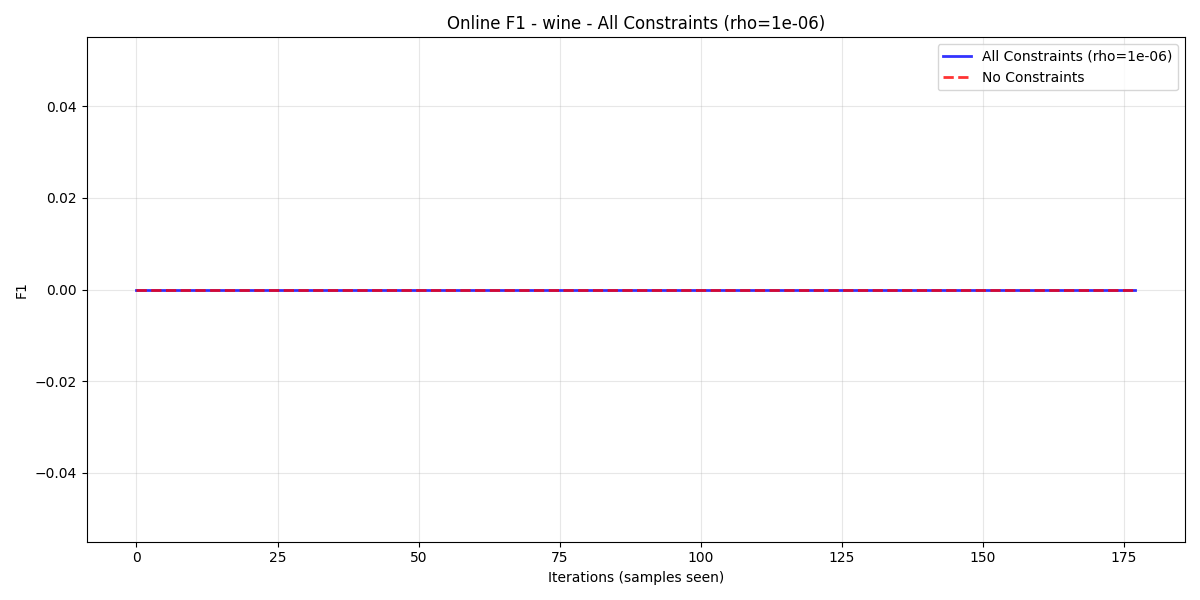 Online F1 - wine - All Constraints (rho=1e-06)
All Constraints (rho=1e-06)
No Constraints
0.04
0.02
0.00
−0.02
−0.04
F1
0 25 50 75 100 125 150 175
Iterations (samples seen)